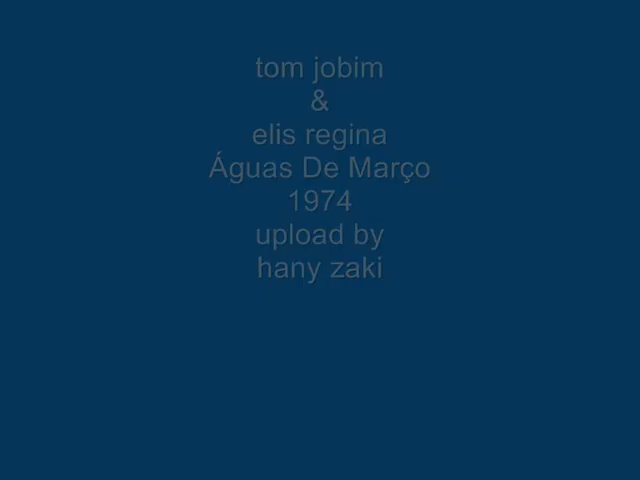 tom jobim
&
elis regina
Águas De Março
1974
upload by
hany zaki